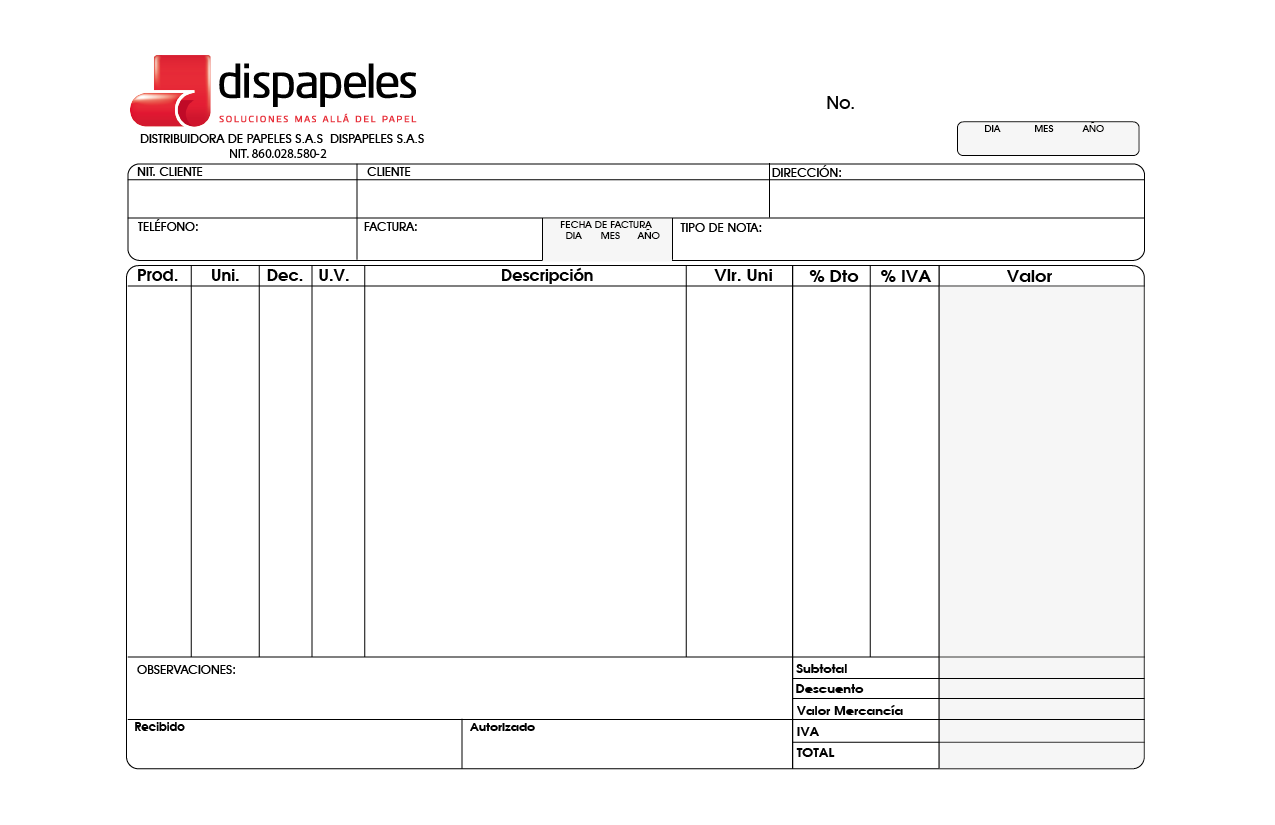 dispapeles
SOLUCIONES MAS ALLÁ DEL PAPEL
DISTRIBUIDORA DE PAPELES S.A.S DISPAPELES S.A.S
NIT. 860.028.580-2
No.
DIA MES AÑO
NIT. CLIENTE CLIENTE DIRECCIÓN:
TELÉFONO: FACTURA: FECHA DE FACTURA TIPO DE NOTA:
DIA MES AÑO
Prod. Uni. Dec. U.V. Descripción Vlr. Uni % Dto % IVA Valor
OBSERVACIONES: Subtotal
Descuento
Valor Mercancía
Recibido Autorizado IVA
TOTAL